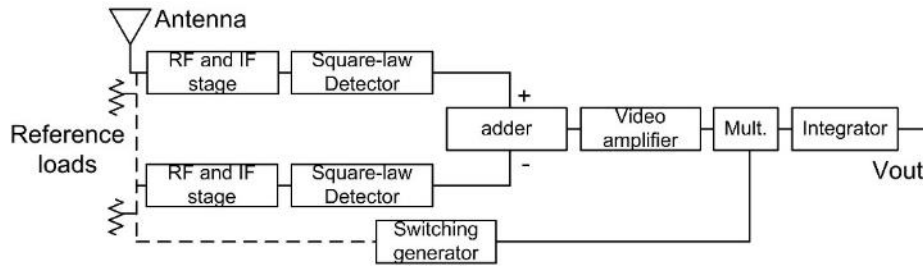 Antenna
RF and IF
stage
Square-law
Detector
+
Reference
loads
adder
Video
amplifier
Mult.
Integrator
Vout
-
RF and IF
stage
Square-law
Detector
Switching
generator